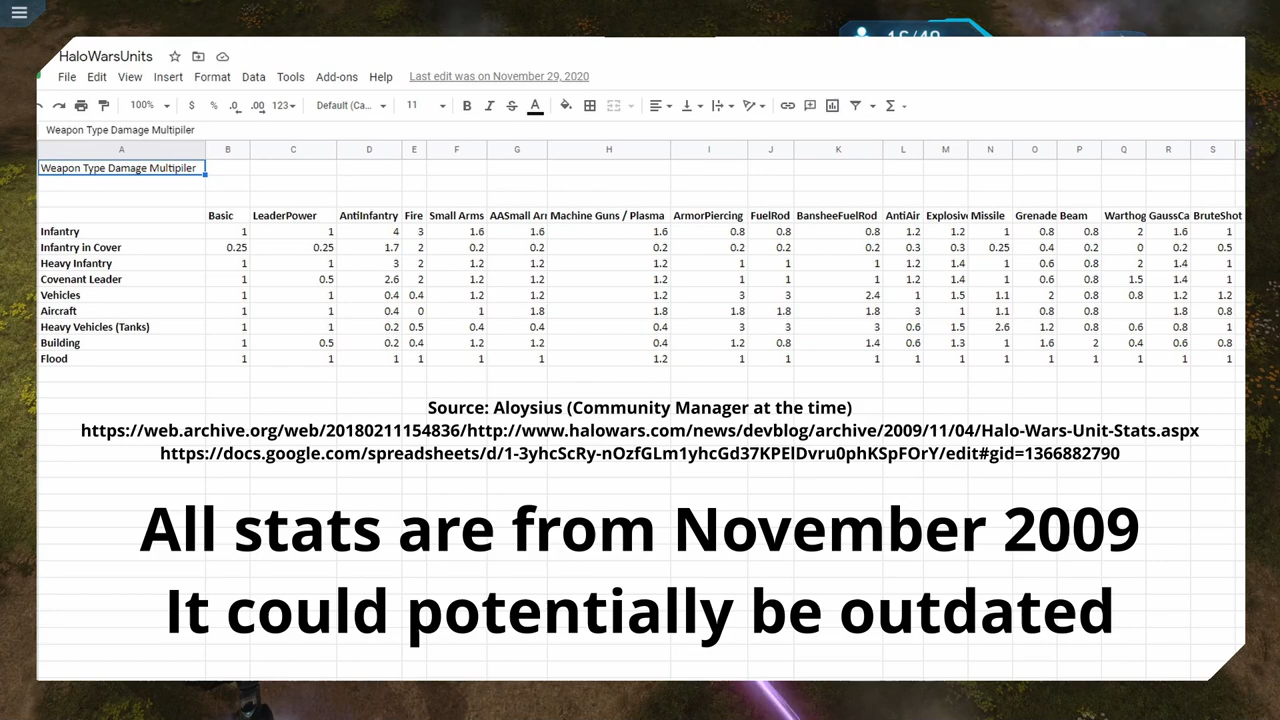 16/40
HaloWarsUnits
File Edit View Insert Format Data Tools Add-ons Help Last edit was on November 29, 2020
100% $ % .0 .00 123 Default (Ca... 11 B I S A
Weapon Type Damage Multipiler
A B C D E F G H I J K L M N O P Q R S
Weapon Type Damage Multipiler
Basic LeaderPower AntiInfantry Fire Small Arms AASmall Arı Machine Guns / Plasma ArmorPiercing FuelRod BansheeFuelRod AntiAir Explosive Missile Grenade Beam Warthog GaussCa BruteShot
Infantry 1 1 4 3 1.6 1.6 1.6 0.8 0.8 0.8 1.2 1.2 1 0.8 0.8 2 1.6 1
Infantry in Cover 0.25 0.25 1.7 2 0.2 0.2 0.2 0.2 0.2 0.2 0.3 0.3 0.25 0.4 0.2 0 0.2 0.5
Heavy Infantry 1 1 3 2 1.2 1.2 1.2 1 1 1 1.2 1.4 1 0.6 0.8 2 1.4 1
Covenant Leader 1 0.5 2.6 2 1.2 1.2 1.2 1 1 1 1.2 1.4 1 0.6 0.8 1.5 1.4 1
Vehicles 1 1 0.4 0.4 1.2 1.2 1.2 3 3 2.4 1 1.5 1.1 2 0.8 0.8 1.2 1.2
Aircraft 1 1 0.4 0 1 1.8 1.8 1.8 1.8 1.8 3 1 1.1 0.8 0.8 1.8 0.8
Heavy Vehicles (Tanks) 1 1 0.2 0.5 0.4 0.4 0.4 3 3 3 0.6 1.5 2.6 1.2 0.8 0.6 0.8 1
Building 1 0.5 0.2 0.4 1.2 1.2 0.4 1.2 0.8 1.4 0.6 1.3 1 1.6 2 0.4 0.6 0.8
Flood 1 1 1 1 1 1 1.2 1 1 1 1 1 1 1 1 1 1 1
Source: Aloysius (Community Manager at the time)
https://web.archive.org/web/20180211154836/http://www.halowars.com/news/devblog/archive/2009/11/04/Halo-Wars-Unit-Stats.aspx
https://docs.google.com/spreadsheets/d/1-3yhcScRy-nOzfGLm1yhcGd37KPElDvru0phKSpFOrY/edit#gid=1366882790
All stats are from November 2009
It could potentially be outdated